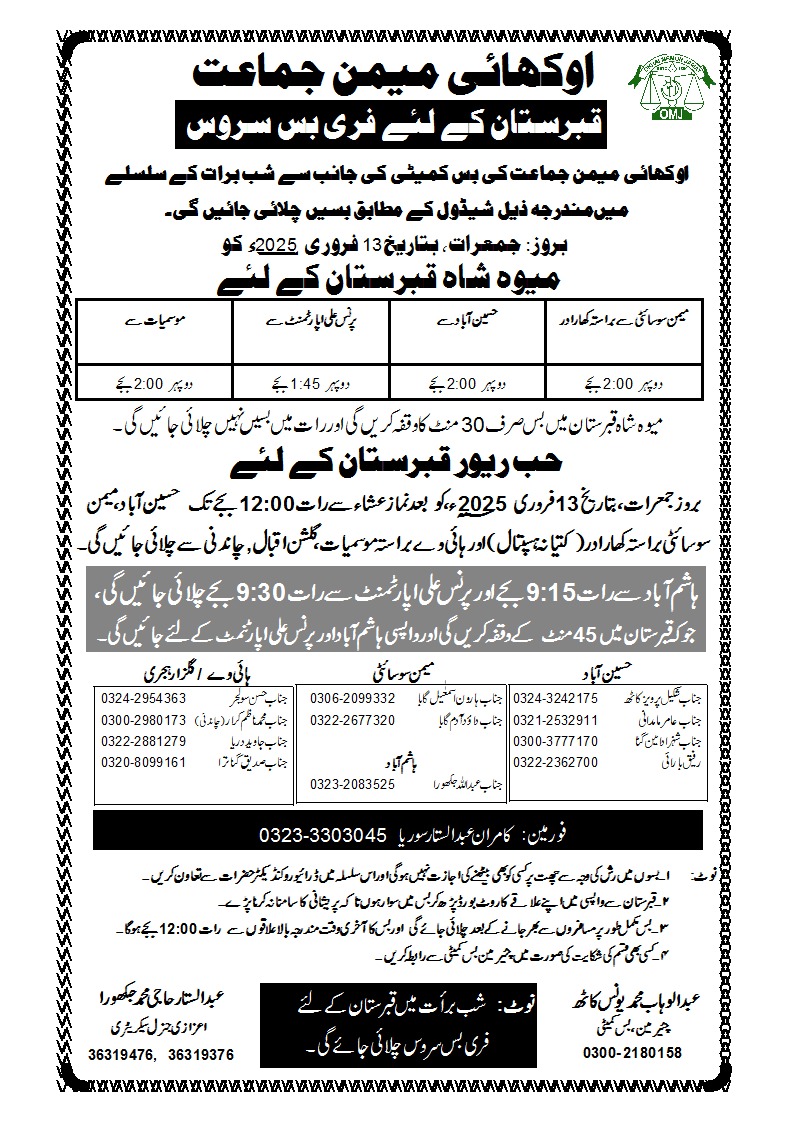 اوکھائی میمن جماعت
OKHAI MEMON JAMAT
OMJ
قبرستان کے لئے فری بس سروس
اوکھائی میمن جماعت کی بس کمیٹی کی جانب سے شب برات کے سلسلے
میں مندرجہ ذیل شیڈول کے مطابق بسیں چلائی جائیں گی۔
بروز: جمعرات، بتاریخ 13 فروری 2025ء کو
میوہ شاہ قبرستان کے لئے
میمن سوسائٹی سے براستہ کھارادر	حسین آباد سے	پرنس علی اپارٹمنٹ سے	موسمیات سے
دوپہر 2:00 بجے	دوپہر 2:00 بجے	دوپہر 1:45 بجے	دوپہر 2:00 بجے
میوہ شاہ قبرستان میں بس صرف 30 منٹ کا وقفہ کریں گی اور رات میں بسیں نہیں چلائی جائیں گی۔
حب ریور قبرستان کے لئے
بروز جمعرات، بتاریخ 13 فروری 2025ء، کو بعد نماز عشاء سے رات 12:00 بجے تک حسین آباد، میمن
سوسائٹی براستہ کھارادر (کتیانہ ہسپتال) اور ہائی وے براستہ موسمیات، گلشن اقبال, چاندنی سے چلائی جائیں گی۔
ہاشم آباد سے رات 9:15 بجے اور پرنس علی اپارٹمنٹ سے رات 9:30 بجے چلائی جائیں گی،
جو کہ قبرستان میں 45 منٹ کے وقفہ کریں گی اور واپسی ہاشم آباد اور پرنس علی اپارٹمنٹ کے لئے جائیں گی۔
حسین آباد
جناب شکیل پرویز کاٹھ 0324-3242175
جناب عامر مامدانی 0321-2532911
جناب شہزاد امین گنا 0300-3777170
رفیق بارائی 0322-2362700
میمن سوسائٹی
جناب ہارون اسمٰعیل گابا 0306-2099332
جناب داؤد آدم گابا 0322-2677320
ہاشم آباد
جناب عبداللہ جکھورا 0323-2083525
ہائی وے / گلزار ہجری
جناب حسن سولجر 0324-2954363
جناب محمد ناظم کمار (چاندنی) 0300-2980173
جناب جاوید دریا 0322-2881279
جناب صدیق گنا ترا 0320-8099161
فورمین: کامران عبدالستار سوریا 0323-3303045
نوٹ: ۱۔بسوں میں رش کی وجہ سے چھت پر کسی کو بھی بیٹھنے کی اجازت نہیں ہوگی اور اس سلسلہ میں ڈرائیور و کنڈیکٹر حضرات سے تعاون کریں۔
۲۔قبرستان سے واپسی میں اپنے علاقے کا روٹ بورڈ پڑھ کر بس میں سوار ہوں تاکہ پریشانی کا سامنا نہ کرنا پڑے۔
۳۔بس مکمل طور پر مسافروں سے بھر جانے کے بعد چلائی جائے گی اور بس کا آخری وقت مندرجہ بالا علاقوں سے رات 12:00 بجے ہوگا۔
۴۔کسی بھی قسم کی شکایت کی صورت میں چیئرمین بس کمیٹی سے رابطہ کریں۔
عبدالوہاب محمد یونس کاٹھ
چیئرمین، بس کمیٹی
0300-2180158
نوٹ: شب برأت میں قبرستان کے لئے
فری بس سروس چلائی جائے گی۔
عبدالستار حاجی محمد جکھورا
اعزازی جنرل سیکریٹری
36319476, 36319376